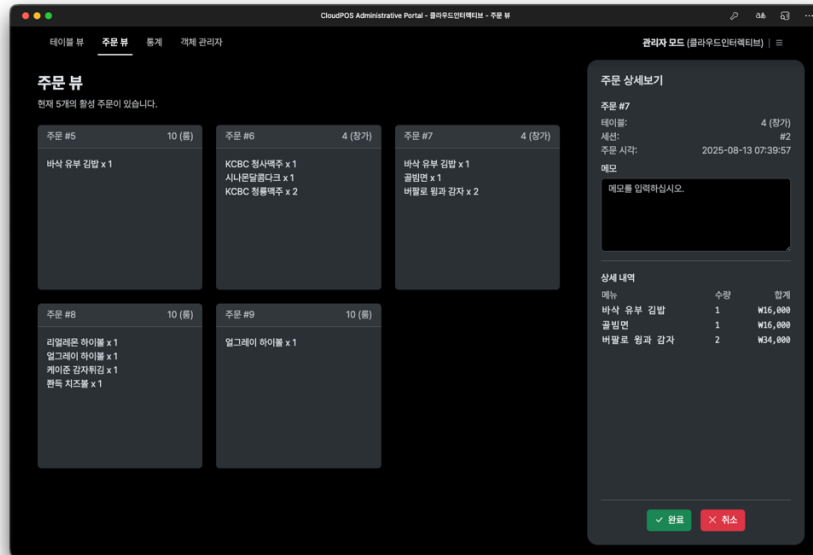 CloudPOS Administrative Portal - 클라우드인터렉티브 - 주문 뷰
테이블 뷰 주문 뷰 통계 객체 관리자
관리자 모드 (클라우드인터렉티브) | ≡
주문 뷰
현재 5개의 활성 주문이 있습니다.
주문 #5 10 (룸)
바삭 유부 김밥 x 1
주문 #6 4 (창가)
KCBC 청사맥주 x 1
시나몬달콤다크 x 1
KCBC 청룡맥주 x 2
주문 #7 4 (창가)
바삭 유부 김밥 x 1
골빔면 x 1
버팔로 윙과 감자 x 2
주문 #8 10 (룸)
리얼레몬 하이볼 x 1
얼그레이 하이볼 x 1
케이준 감자튀김 x 1
쫜득 치즈볼 x 1
주문 #9 10 (룸)
얼그레이 하이볼 x 1
주문 상세보기
주문 #7
테이블: 4 (창가)
세션: #2
주문 시각: 2025-08-13 07:39:57
메모
메모를 입력하십시오.
상세 내역
메뉴 수량 합계
바삭 유부 김밥 1 ₩16,000
골빔면 1 ₩16,000
버팔로 윙과 감자 2 ₩34,000
완료 취소